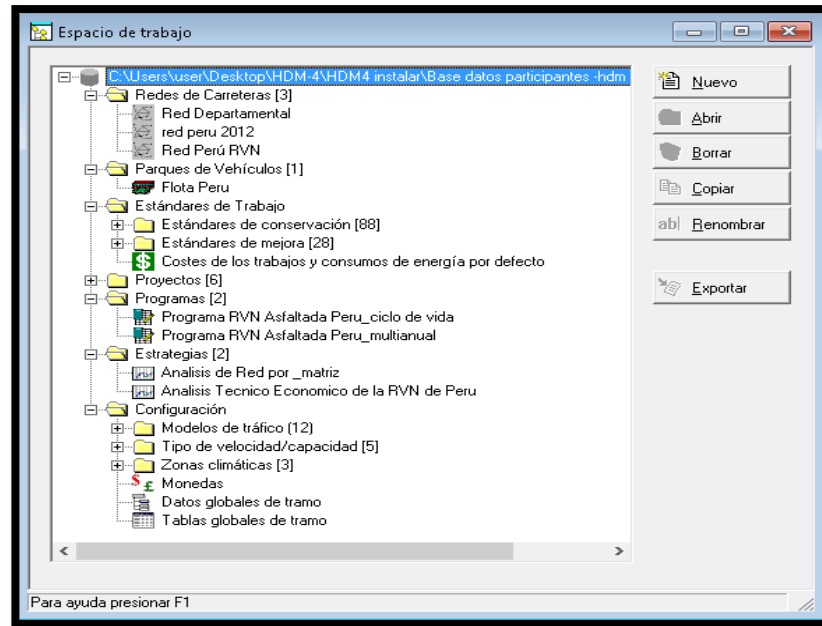 Espacio de trabajo
C:\Users\user\Desktop\HDM-4\HDM4 instalar\Base datos participantes -hdm
Redes de Carreteras [3]
Red Departamental
red peru 2012
Red Perú RVN
Parques de Vehículos [1]
Flota Peru
Estándares de Trabajo
Estándares de conservación [88]
Estándares de mejora [28]
Costes de los trabajos y consumos de energía por defecto
Proyectos [6]
Programas [2]
Programa RVN Asfaltada Peru_ciclo de vida
Programa RVN Asfaltada Peru_multianual
Estrategias [2]
Analisis de Red por _matriz
Analisis Tecnico Economico de la RVN de Peru
Configuración
Modelos de tráfico [12]
Tipo de velocidad/capacidad [5]
Zonas climáticas [3]
Monedas
Datos globales de tramo
Tablas globales de tramo
Nuevo
Abrir
Borrar
Copiar
Renombrar
Exportar
Para ayuda presionar F1